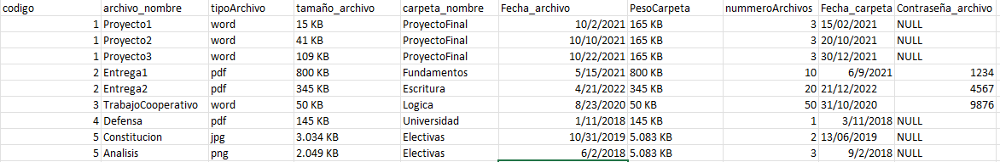 codigo archivo_nombre tipoArchivo tamaño_archivo carpeta_nombre Fecha_archivo PesoCarpeta nummeroArchivos Fecha_carpeta Contraseña_archivo
1 Proyecto1 word 15 KB ProyectoFinal 10/2/2021 165 KB 3 15/02/2021 NULL
1 Proyecto2 word 41 KB ProyectoFinal 10/10/2021 165 KB 3 20/10/2021 NULL
1 Proyecto3 word 109 KB ProyectoFinal 10/22/2021 165 KB 3 30/12/2021 NULL
2 Entrega1 pdf 800 KB Fundamentos 5/15/2021 800 KB 10 6/9/2021 1234
2 Entrega2 pdf 345 KB Escritura 4/21/2022 345 KB 20 21/12/2022 4567
3 TrabajoCooperativo word 50 KB Logica 8/23/2020 50 KB 50 31/10/2020 9876
4 Defensa pdf 145 KB Universidad 1/11/2018 145 KB 1 3/11/2018 NULL
5 Constitucion jpg 3.034 KB Electivas 10/31/2019 5.083 KB 2 13/06/2019 NULL
5 Analisis png 2.049 KB Electivas 6/2/2018 5.083 KB 3 9/2/2018 NULL